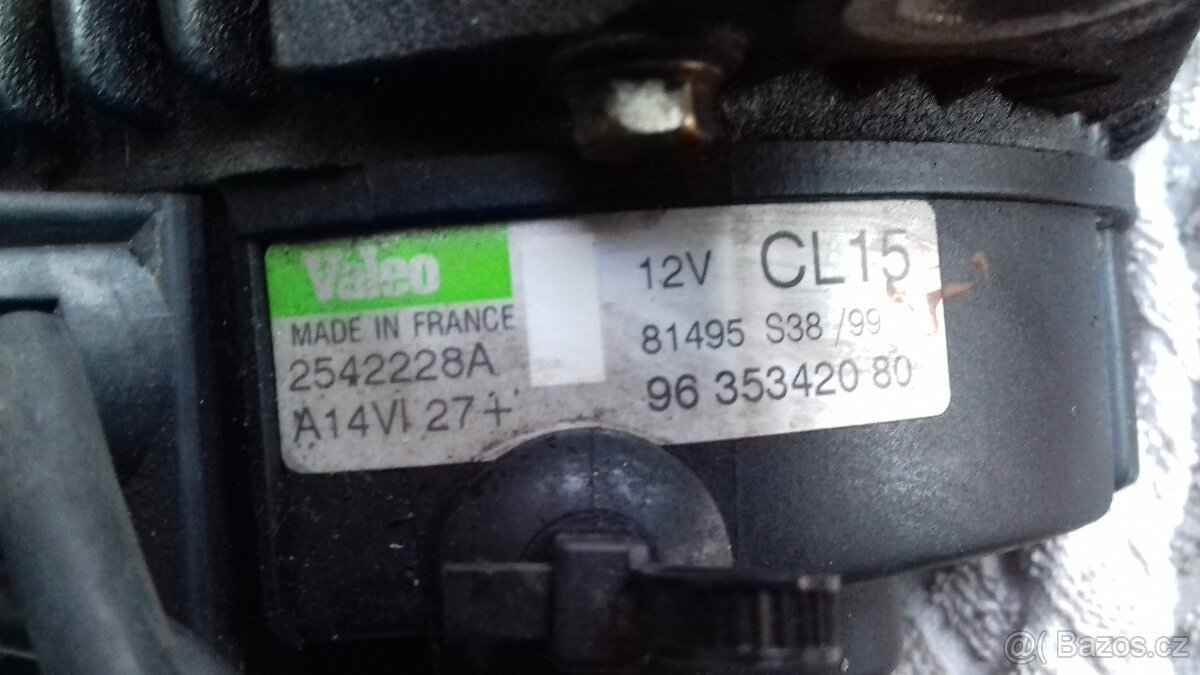 Valeo
MADE IN FRANCE
2542228A
A14VI 27+
12V CL15
81495 S38 /99
96 353420 80
@( Bazos.cz